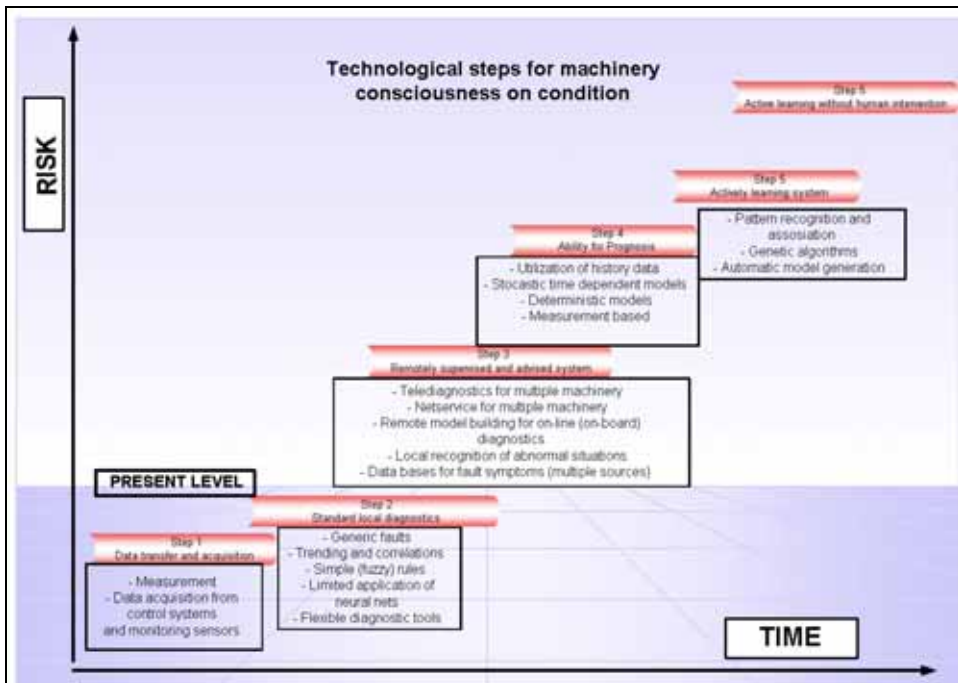 Technological steps for machinery
consciousness on condition
RISK
Step 6
Active learning without human intervention
Step 5
Actively learning system
- Pattern recognition and
assosiation
- Genetic algorithms
- Automatic model generation
Step 4
Ability for Prognosis
- Utilization of history data
- Stocastic time dependent models
- Deterministic models
- Measurement based
Step 3
Remotely supervised and advised system
- Telediagnostics for multiple machinery
- Netservice for multiple machinery
- Remote model building for on-line (on-board)
diagnostics
- Local recognition of abnormal situations
- Data bases for fault symptoms (multiple sources)
PRESENT LEVEL
Step 2
Standard local diagnostics
- Generic faults
- Trending and correlations
- Simple (fuzzy) rules
- Limited application of
neural nets
- Flexible diagnostic tools
Step 1
Data transfer and acquisition
- Measurement
- Data acquisition from
control systems
and monitoring sensors
TIME